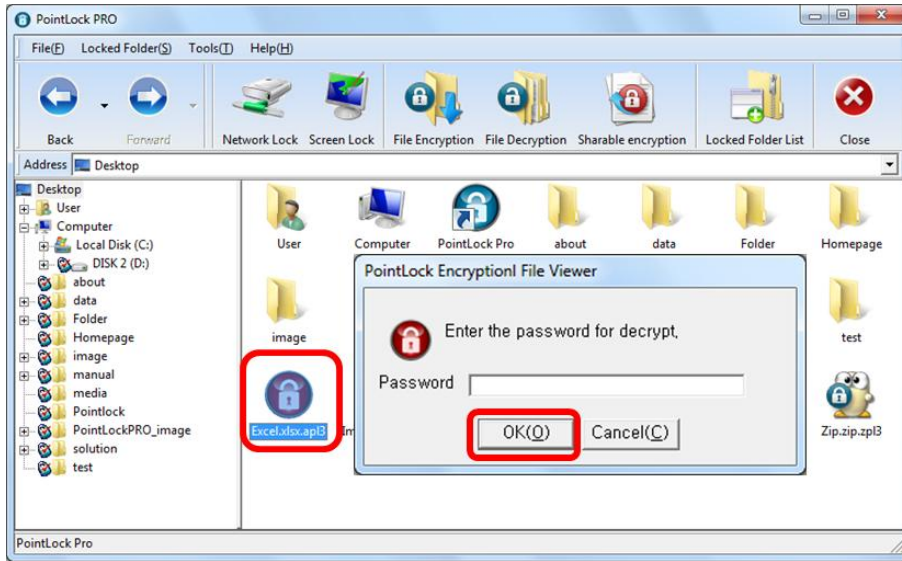 PointLock PRO
File(F) Locked Folder(S) Tools(T) Help(H)
Back Forward Network Lock Screen Lock File Encryption File Decryption Sharable encryption Locked Folder List Close
Address Desktop
Desktop
User
Computer
Local Disk (C:)
DISK 2 (D:)
about
data
Folder
Homepage
image
manual
media
Pointlock
PointLockPRO_image
solution
test
User Computer PointLock Pro about data Folder Homepage
image test
Excel.xlsx.apl3 Zip.zip.zpl3
PointLock Encryptionl File Viewer
Enter the password for decrypt,
Password
OK(O) Cancel(C)
PointLock Pro